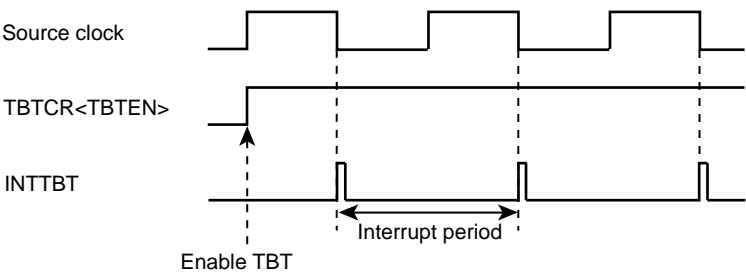 Source clock
TBTCR<TBTEN>
INTTBT
Interrupt period
Enable TBT